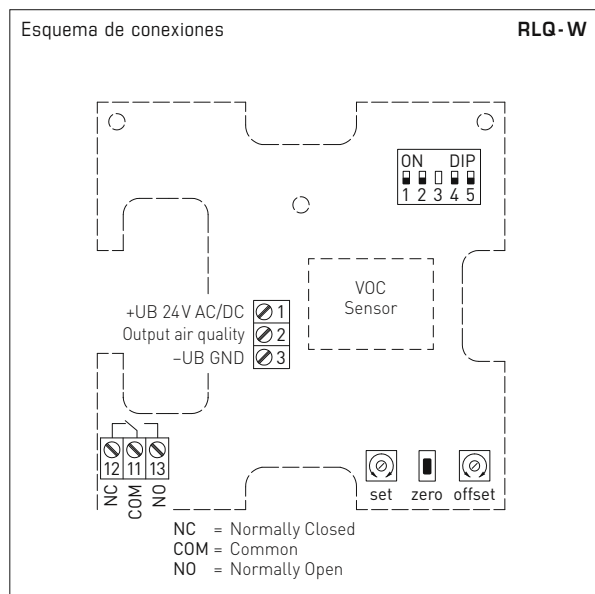 Esquema de conexiones RLQ-W
ON DIP
1 2 3 4 5
VOC
Sensor
+UB 24V AC/DC 1
Output air quality 2
–UB GND 3
12 11 13
NC COM NO
set zero offset
NC = Normally Closed
COM = Common
NO = Normally Open